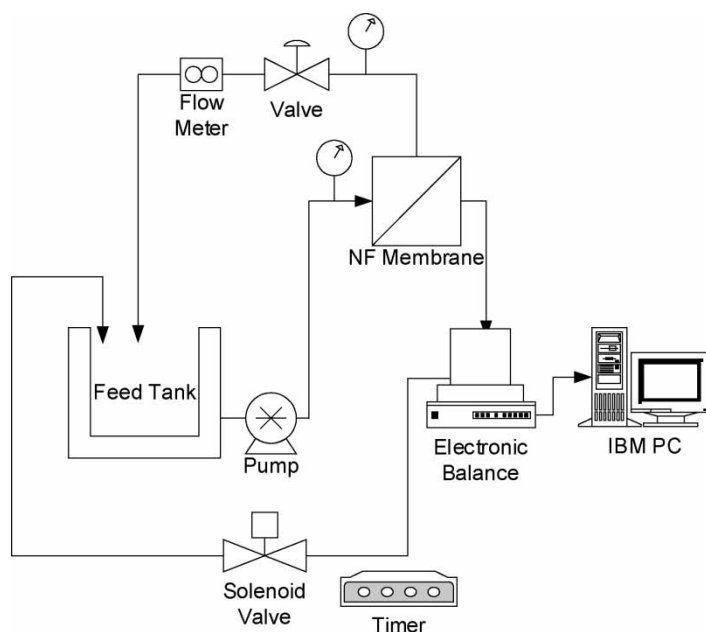 Flow
Meter
Valve
NF Membrane
Feed Tank
Pump
Electronic
Balance
IBM PC
Solenoid
Valve
Timer